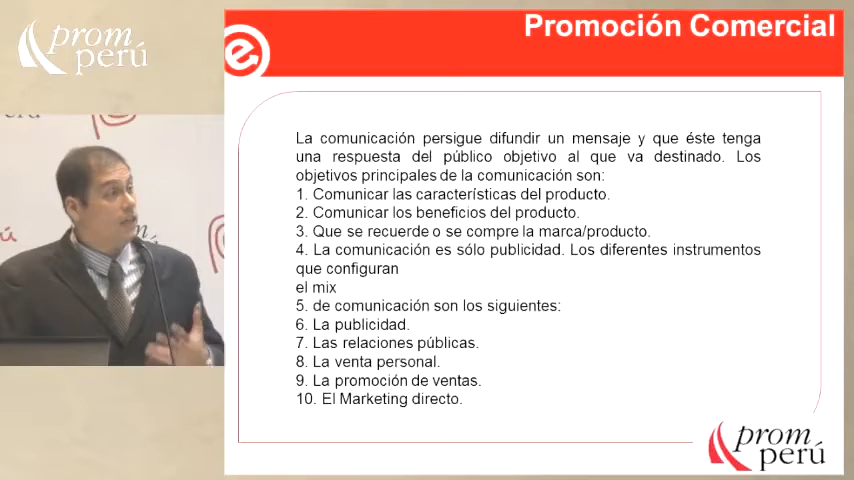 prom
perú
Promoción Comercial
La comunicación persigue difundir un mensaje y que éste tenga
una respuesta del público objetivo al que va destinado. Los
objetivos principales de la comunicación son:
1. Comunicar las características del producto.
2. Comunicar los beneficios del producto.
3. Que se recuerde o se compre la marca/producto.
4. La comunicación es sólo publicidad. Los diferentes instrumentos
que configuran
el mix
5. de comunicación son los siguientes:
6. La publicidad.
7. Las relaciones públicas.
8. La venta personal.
9. La promoción de ventas.
10. El Marketing directo.
prom
perú